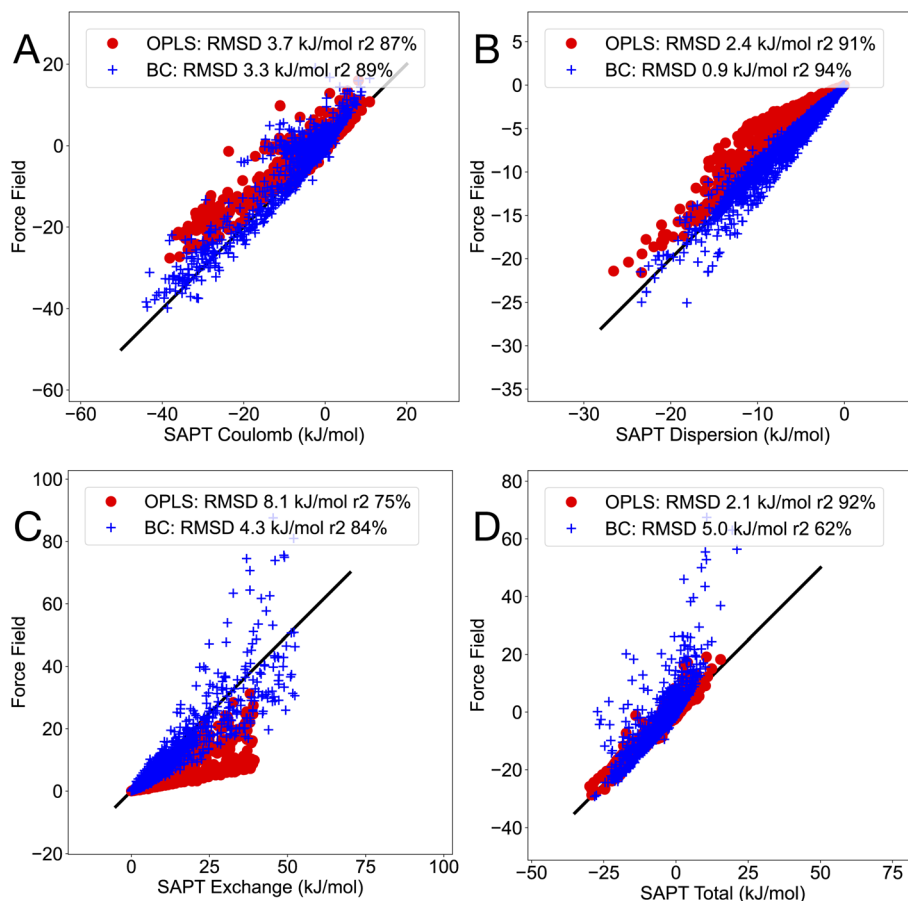 A
OPLS: RMSD 3.7 kJ/mol r2 87%
BC: RMSD 3.3 kJ/mol r2 89%
20
0
−20
−40
−60
Force Field
−60
−40
−20
0
20
SAPT Coulomb (kJ/mol)
B
OPLS: RMSD 2.4 kJ/mol r2 91%
BC: RMSD 0.9 kJ/mol r2 94%
5
0
−5
−10
−15
−20
−25
−30
−35
Force Field
−30
−20
−10
0
SAPT Dispersion (kJ/mol)
C
OPLS: RMSD 8.1 kJ/mol r2 75%
BC: RMSD 4.3 kJ/mol r2 84%
100
80
60
40
20
0
−20
Force Field
0
25
50
75
100
SAPT Exchange (kJ/mol)
D
OPLS: RMSD 2.1 kJ/mol r2 92%
BC: RMSD 5.0 kJ/mol r2 62%
80
60
40
20
0
−20
−40
Force Field
−50
−25
0
25
50
75
SAPT Total (kJ/mol)